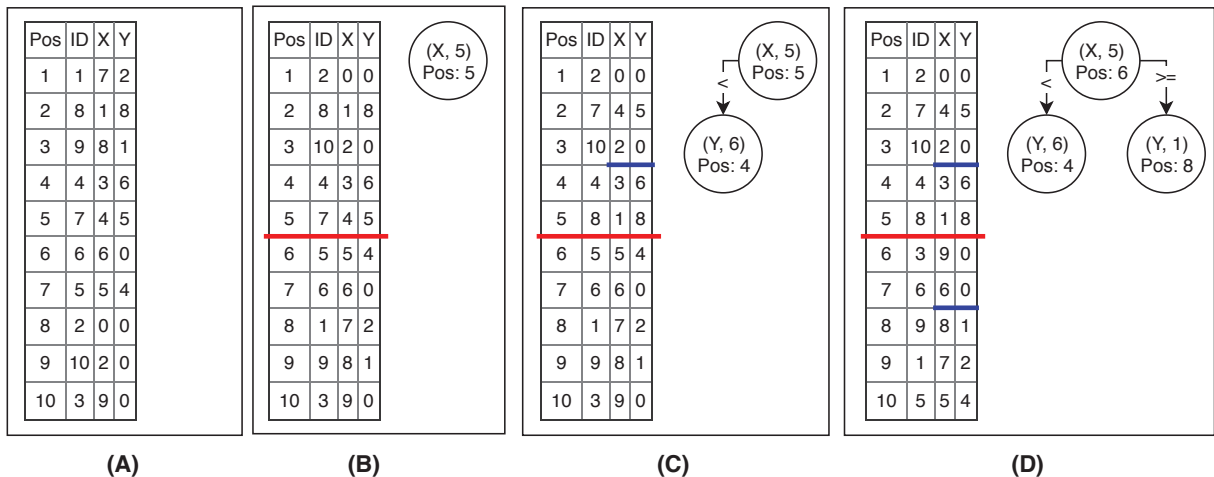 Pos ID X Y
1 1 7 2
2 8 1 8
3 9 8 1
4 4 3 6
5 7 4 5
6 6 6 0
7 5 5 4
8 2 0 0
9 10 2 0
10 3 9 0
(A)
Pos ID X Y
1 2 0 0
2 8 1 8
3 10 2 0
4 4 3 6
5 7 4 5
6 5 5 4
7 6 6 0
8 1 7 2
9 9 8 1
10 3 9 0
(X, 5)
Pos: 5
(B)
Pos ID X Y
1 2 0 0
2 7 4 5
3 10 2 0
4 4 3 6
5 8 1 8
6 5 5 4
7 6 6 0
8 1 7 2
9 9 8 1
10 3 9 0
(X, 5)
Pos: 5
<
(Y, 6)
Pos: 4
(C)
Pos ID X Y
1 2 0 0
2 7 4 5
3 10 2 0
4 4 3 6
5 8 1 8
6 3 9 0
7 6 6 0
8 9 8 1
9 1 7 2
10 5 5 4
(X, 5)
Pos: 6
<
>=
(Y, 6)
Pos: 4
(Y, 1)
Pos: 8
(D)